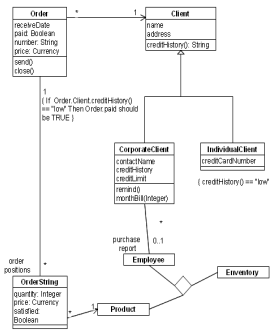 Order
receiveDate
paid: Boolean
number: String
price: Currency
send()
close()
*
1
Client
name
address
creditHistory(): String
1
{ If Order.Client.creditHistory()
== "low" Then Order.paid should
be TRUE }
CorporateClient
contactName
creditHistory
creditLimit
remind()
monthBill(Integer)
IndividualClient
creditCardNumber
{ creditHistory() == "low"
*
purchase
report
0..1
Employee
order
positions
*
OrderString
quantity: Integer
price: Currency
satisfied:
Boolean
*
1
Product
Enventory